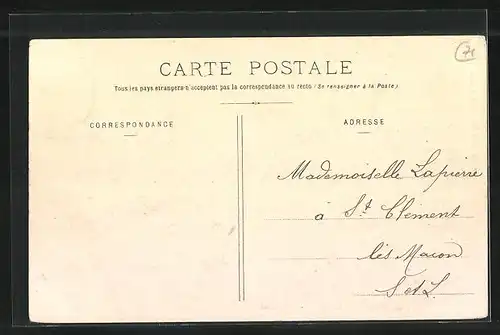 71
CARTE POSTALE
Tous les pays étrangers n'acceptent pas la correspondance au recto (Se renseigner à la Poste)
CORRESPONDANCE
ADRESSE
Mademoiselle Lapierre
à St Clément
lès Macon
S et L.